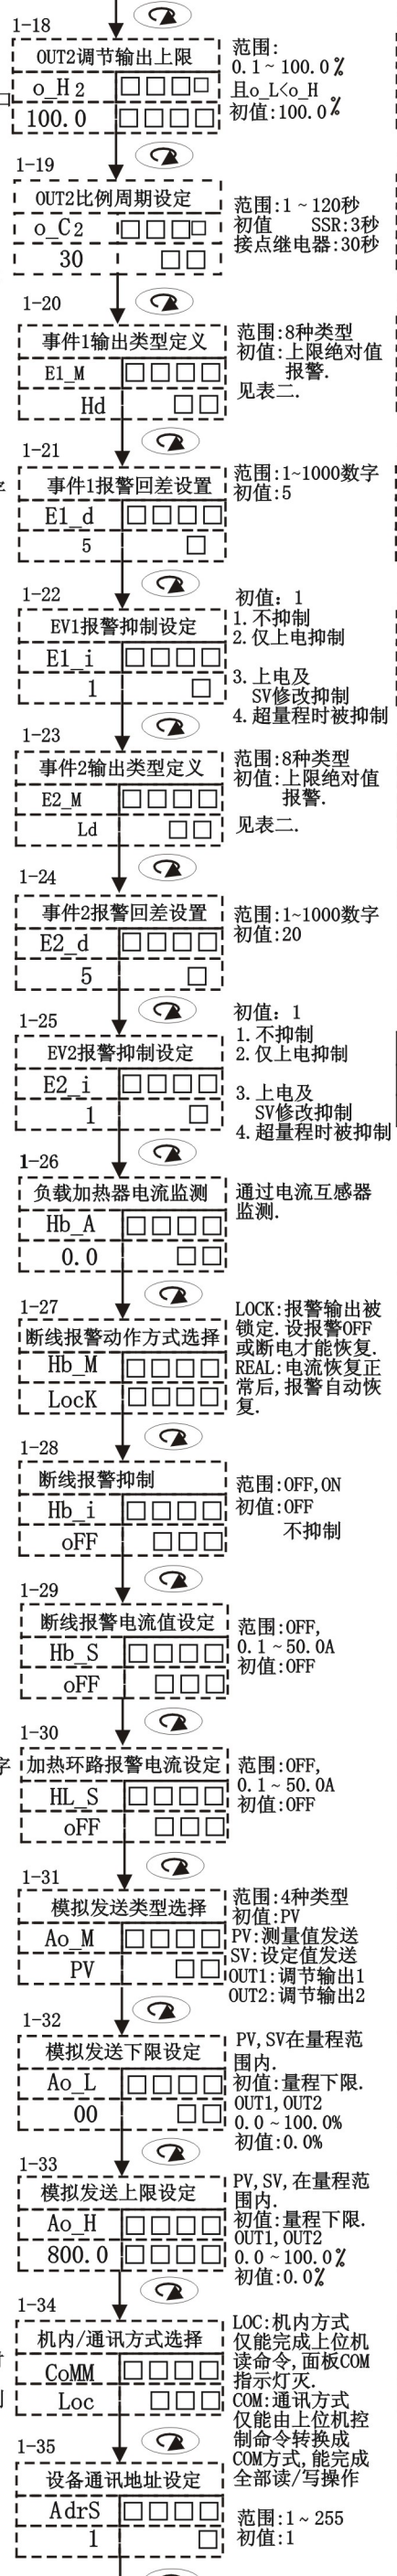 1-18
OUT2调节输出上限
o_H2
100.0
范围:
0.1~100.0%
且o_L<o_H
初值:100.0%
1-19
OUT2比例周期设定
o_C2
30
范围:1~120秒
初值 SSR:3秒
接点继电器:30秒
1-20
事件1输出类型定义
E1_M
Hd
范围:8种类型
初值:上限绝对值
报警.
见表二.
1-21
事件1报警回差设置
E1_d
5
范围:1~1000数字
初值:5
1-22
EV1报警抑制设定
E1_i
1
初值: 1
1.不抑制
2.仅上电抑制
3.上电及
SV修改抑制
4.超量程时被抑制
1-23
事件2输出类型定义
E2_M
Ld
范围:8种类型
初值:上限绝对值
报警.
见表二.
1-24
事件2报警回差设置
E2_d
5
范围:1~1000数字
初值:20
1-25
EV2报警抑制设定
E2_i
1
初值: 1
1.不抑制
2.仅上电抑制
3.上电及
SV修改抑制
4.超量程时被抑制
1-26
负载加热器电流监测
Hb_A
0.0
通过电流互感器
监测.
1-27
断线报警动作方式选择
Hb_M
LocK
LOCK:报警输出被
锁定.设报警OFF
或断电才能恢复.
REAL:电流恢复正
常后,报警自动恢
复.
1-28
断线报警抑制
Hb_i
oFF
范围:OFF,ON
初值:OFF
不抑制
1-29
断线报警电流值设定
Hb_S
oFF
范围:OFF,
0.1~50.0A
初值:OFF
1-30
加热环路报警电流设定
HL_S
oFF
范围:OFF,
0.1~50.0A
初值:OFF
1-31
模拟发送类型选择
Ao_M
PV
范围:4种类型
初值:PV
PV:测量值发送
SV:设定值发送
OUT1:调节输出1
OUT2:调节输出2
1-32
模拟发送下限设定
Ao_L
00
PV,SV在量程范
围内.
初值:量程下限.
OUT1,OUT2
0.0~100.0%
初值:0.0%
1-33
模拟发送上限设定
Ao_H
800.0
PV,SV,在量程范
围内.
初值:量程下限.
OUT1,OUT2
0.0~100.0%
初值:0.0%
1-34
机内/通讯方式选择
CoMM
Loc
LOC:机内方式
仅能完成上位机
读命令,面板COM
指示灯灭.
COM:通讯方式
仅能由上位机控
制命令转换成
COM方式,能完成
全部读/写操作
1-35
设备通讯地址设定
AdrS
1
范围:1~255
初值:1